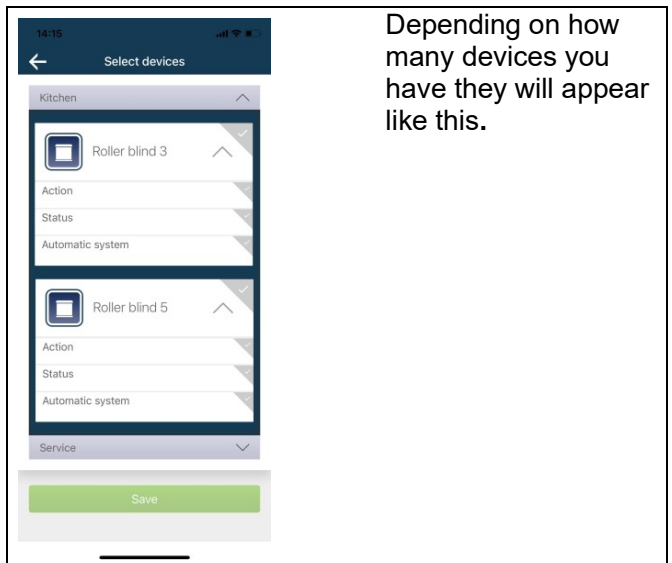 14:15
Select devices
Kitchen
Roller blind 3
Action
Status
Automatic system
Roller blind 5
Action
Status
Automatic system
Service
Save
Depending on how
many devices you
have they will appear
like this.